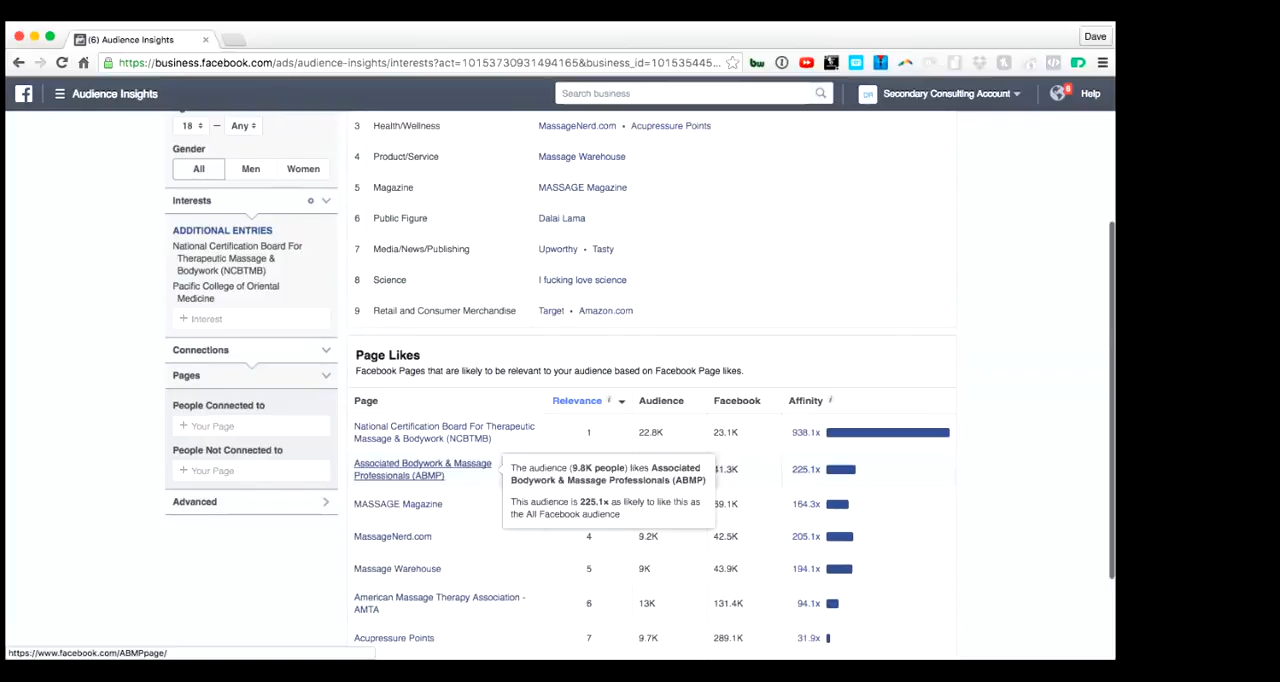 (6) Audience Insights
Dave
https://business.facebook.com/ads/audience-insights/interests?act=10153730931494165&business_id=101535445...
Audience Insights
Search business
Secondary Consulting Account
6
Help
18 — Any
Gender
All Men Women
Interests
ADDITIONAL ENTRIES
National Certification Board For
Therapeutic Massage &
Bodywork (NCBTMB)
Pacific College of Oriental
Medicine
+ Interest
Connections
Pages
People Connected to
+ Your Page
People Not Connected to
+ Your Page
Advanced
3 Health/Wellness MassageNerd.com • Acupressure Points
4 Product/Service Massage Warehouse
5 Magazine MASSAGE Magazine
6 Public Figure Dalai Lama
7 Media/News/Publishing Upworthy • Tasty
8 Science I fucking love science
9 Retail and Consumer Merchandise Target • Amazon.com
Page Likes
Facebook Pages that are likely to be relevant to your audience based on Facebook Page likes.
Page Relevance Audience Facebook Affinity
National Certification Board For Therapeutic
Massage & Bodywork (NCBTMB) 1 22.8K 23.1K 938.1x
Associated Bodywork & Massage
Professionals (ABMP) 41.3K 225.1x
The audience (9.8K people) likes Associated
Bodywork & Massage Professionals (ABMP)
This audience is 225.1x as likely to like this as
the All Facebook audience
MASSAGE Magazine 164.3x
MassageNerd.com 4 9.2K 42.5K 205.1x
Massage Warehouse 5 9K 43.9K 194.1x
American Massage Therapy Association -
AMTA 6 13K 131.4K 94.1x
Acupressure Points 7 9.7K 289.1K 31.9x
https://www.facebook.com/ABMPpage/